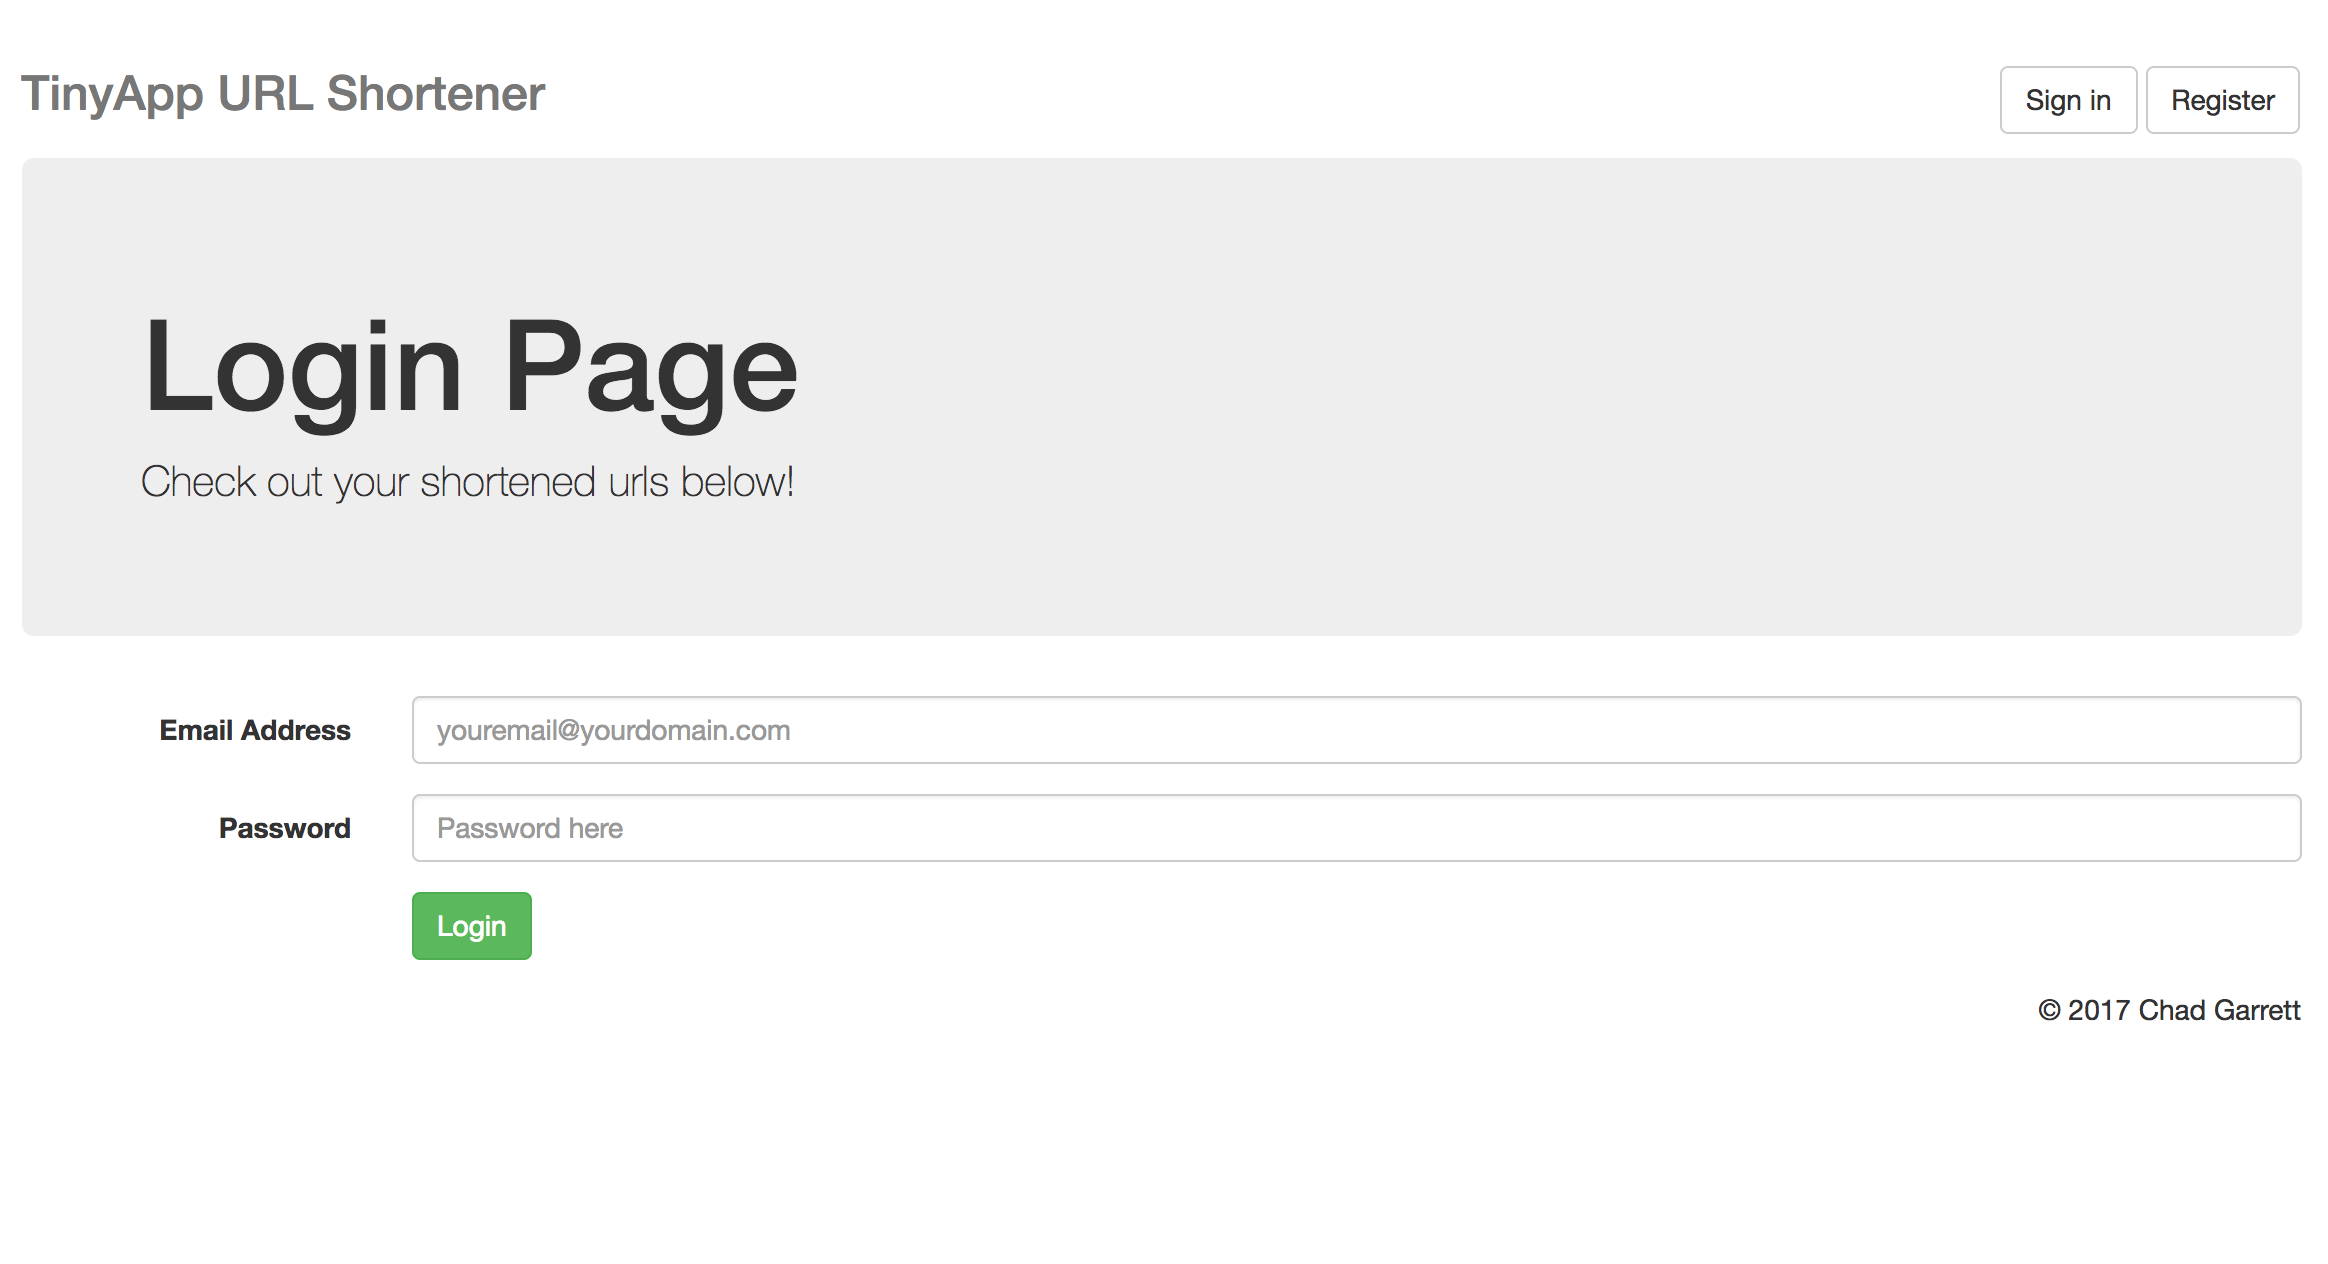 TinyApp URL Shortener
Sign in
Register
Login Page
Check out your shortened urls below!
Email Address
youremail@yourdomain.com
Password
Password here
Login
© 2017 Chad Garrett